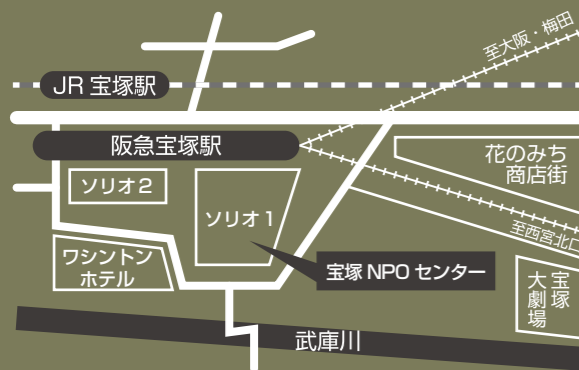 至大阪・梅田
JR 宝塚駅
阪急宝塚駅
花のみち
商店街
ソリオ2
ソリオ1
至西宮北口
ワシントン
ホテル
宝塚 NPO センター
宝塚
大劇場
武庫川